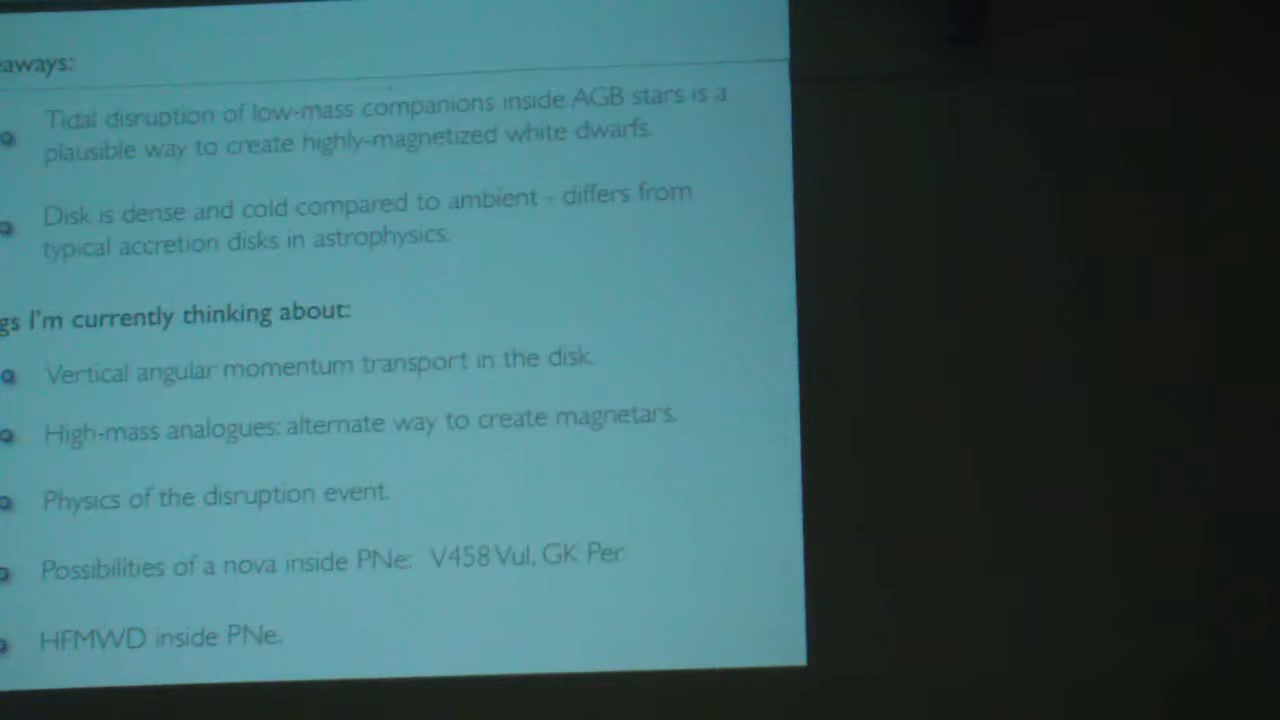 aways:
Tidal disruption of low-mass companions inside AGB stars is a
plausible way to create highly-magnetized white dwarfs.
Disk is dense and cold compared to ambient - differs from
typical accretion disks in astrophysics.
gs I'm currently thinking about:
Vertical angular momentum transport in the disk.
High-mass analogues: alternate way to create magnetars.
Physics of the disruption event.
Possibilities of a nova inside PNe: V458 Vul, GK Per
HFMWD inside PNe.